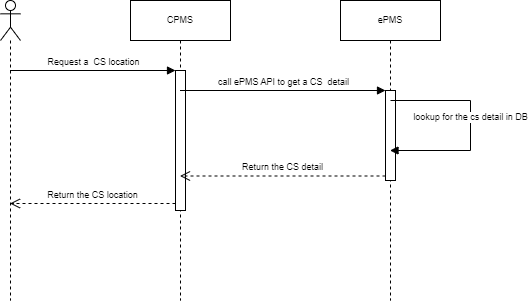 CPMS
ePMS
Request a  CS location
call ePMS API to get a CS  detail
lookup for the cs detail in DB
Return the CS detail
Return the CS location